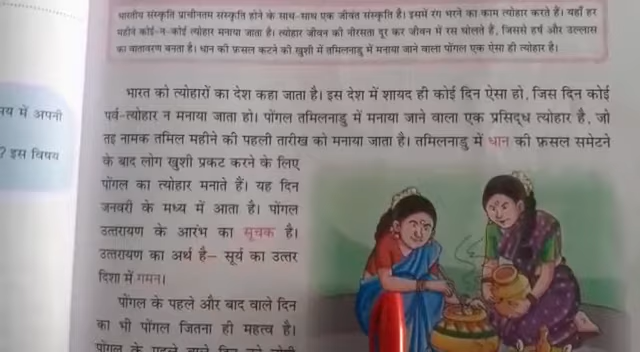 भारतीय संस्कृति प्राचीनतम संस्कृति होने के साथ-साथ एक जीवंत संस्कृति है। इसमें रंग भरने का काम त्योहार करते हैं। यहाँ हर
महीने कोई-न-कोई त्योहार मनाया जाता है। त्योहार जीवन की नीरसता दूर कर जीवन में रस घोलते हैं, जिससे हर्ष और उल्लास
का वातावरण बनता है। धान की फ़सल कटने की खुशी में तमिलनाडु में मनाया जाने वाला पोंगल एक ऐसा ही त्योहार है।
भारत को त्योहारों का देश कहा जाता है। इस देश में शायद ही कोई दिन ऐसा हो, जिस दिन कोई
पर्व-त्योहार न मनाया जाता हो। पोंगल तमिलनाडु में मनाया जाने वाला एक प्रसिद्ध त्योहार है, जो
तइ नामक तमिल महीने की पहली तारीख को मनाया जाता है। तमिलनाडु में धान की फ़सल समेटने
के बाद लोग खुशी प्रकट करने के लिए
पोंगल का त्योहार मनाते हैं। यह दिन
जनवरी के मध्य में आता है। पोंगल
उत्तरायण के आरंभ का सूचक है।
उत्तरायण का अर्थ है– सूर्य का उत्तर
दिशा में गमन।
पोंगल के पहले और बाद वाले दिन
का भी पोंगल जितना ही महत्व है।
पोंगल के पहले वाले दिन
में अपनी
? इस विषय